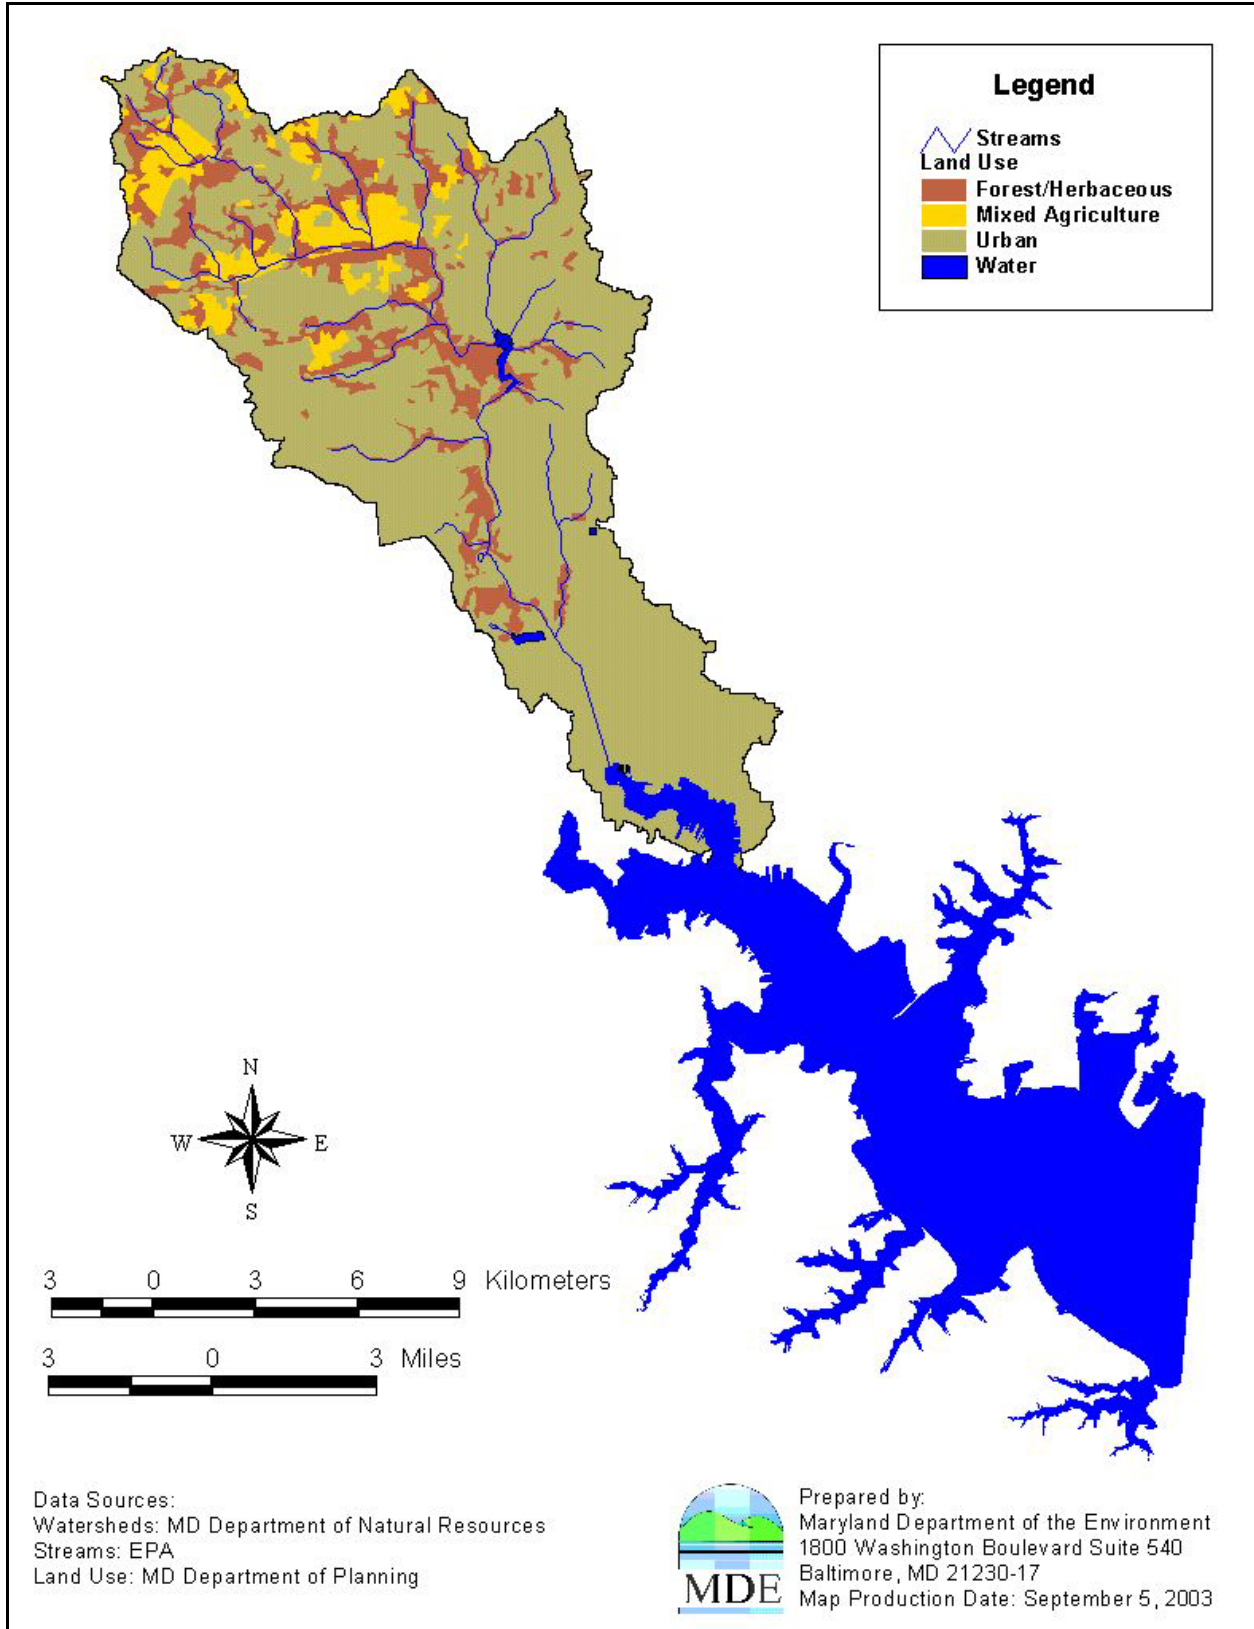 Legend
Streams
Land Use
Forest/Herbaceous
Mixed Agriculture
Urban
Water
N
W E
S
3 0 3 6 9 Kilometers
3 0 3 Miles
Data Sources:
Watersheds: MD Department of Natural Resources
Streams: EPA
Land Use: MD Department of Planning
MDE
Prepared by:
Maryland Department of the Environment
1800 Washington Boulevard Suite 540
Baltimore, MD 21230-17
Map Production Date: September 5, 2003